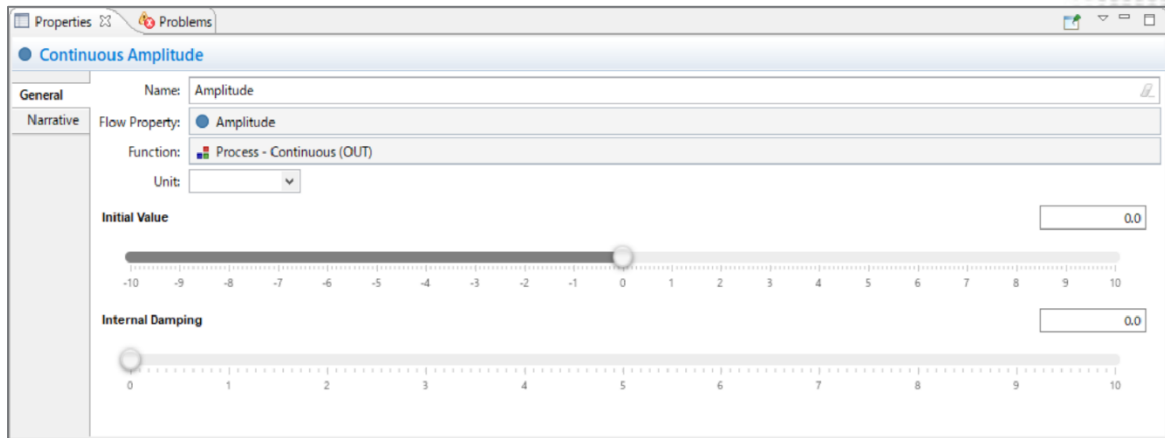 Properties Problems
Continuous Amplitude
General
Narrative
Name: Amplitude
Flow Property: Amplitude
Function: Process - Continuous (OUT)
Unit:
Initial Value 0.0
-10 -9 -8 -7 -6 -5 -4 -3 -2 -1 0 1 2 3 4 5 6 7 8 9 10
Internal Damping 0.0
0 1 2 3 4 5 6 7 8 9 10